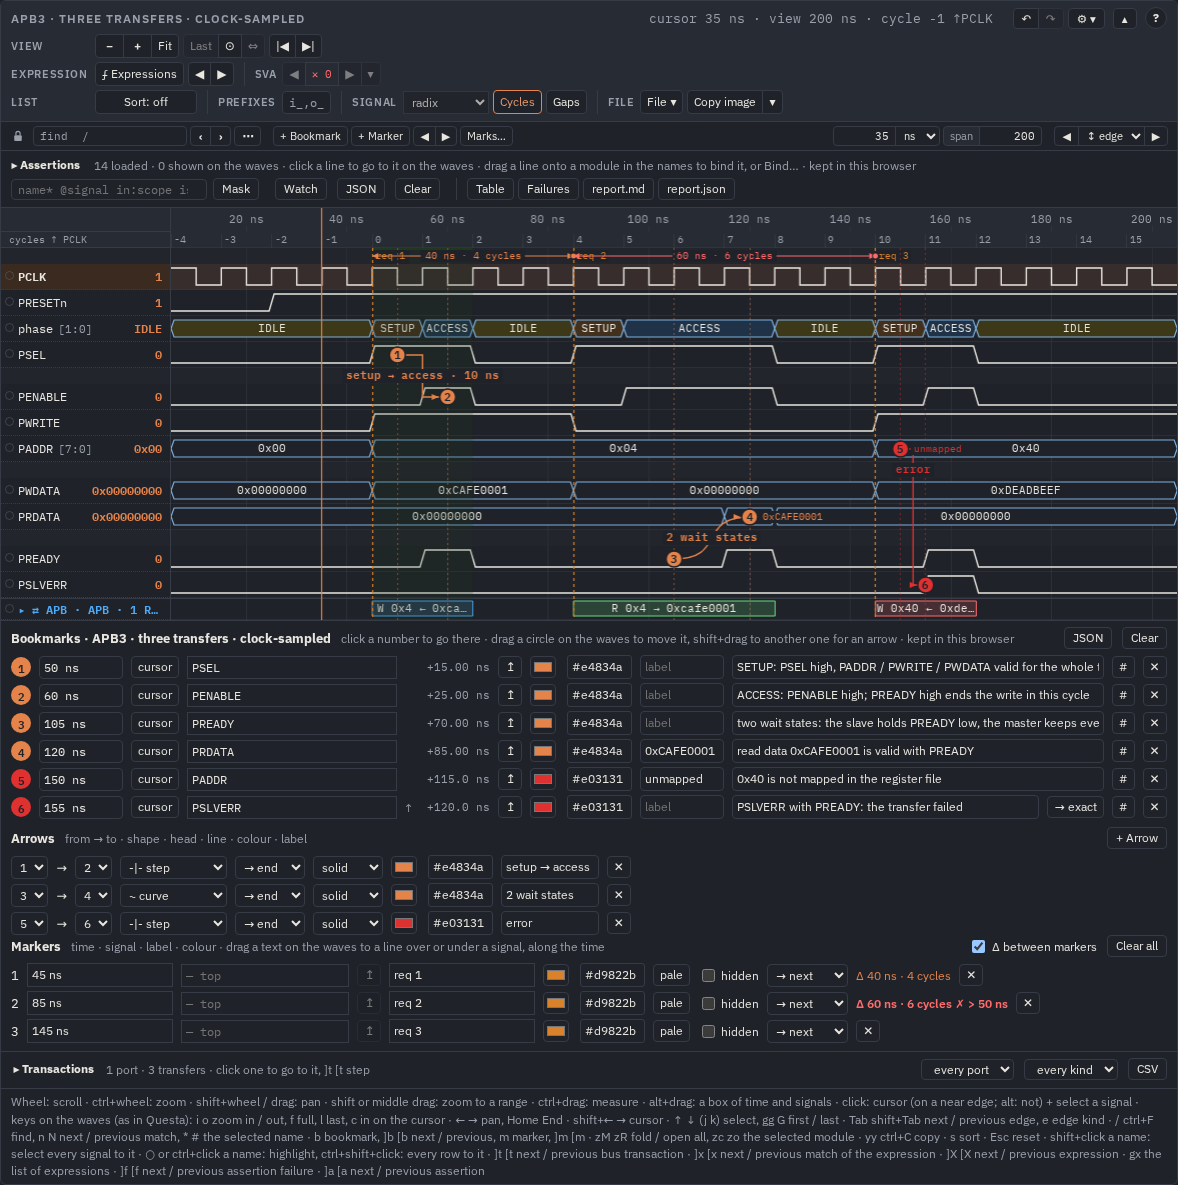 APB3 · THREE TRANSFERS · CLOCK-SAMPLED cursor 35 ns · view 200 ns · cycle -1 ↑PCLK ↶ ↷ ⚙ ▾ ▴ ?
VIEW − + Fit Last ⊙ ⇔ |◀ ▶|
EXPRESSION ⨍ Expressions ◀ ▶ SVA ◀ × 0 ▶ ▾
LIST Sort: off PREFIXES i_,o_ SIGNAL radix Cycles Gaps FILE File ▾ Copy image ▾
find / ‹ › ⋯ + Bookmark + Marker ◀ ▶ Marks… 35 ns span 200 ◀ ↕ edge ▶
▸ Assertions 14 loaded · 0 shown on the waves · click a line to go to it on the waves · drag a line onto a module in the names to bind it, or Bind… · kept in this browser
name* @signal in:scope Mask Watch JSON Clear Table Failures report.md report.json
20 ns 40 ns 60 ns 80 ns 100 ns 120 ns 140 ns 160 ns 180 ns 200 ns
cycles ↑ PCLK -4 -3 -2 -1 0 1 2 3 4 5 6 7 8 9 10 11 12 13 14 15
req 1 40 ns · 4 cycles req 2 60 ns · 6 cycles req 3
PCLK 1
PRESETn 1
phase [1:0] IDLE IDLE SETUP ACCESS IDLE SETUP ACCESS IDLE SETUP ACCESS IDLE
PSEL 0 1
setup → access · 10 ns
PENABLE 0 2
PWRITE 0
PADDR [7:0] 0x00 0x00 0x04 5 unmapped 0x40
error
PWDATA 0x00000000 0x00000000 0xCAFE0001 0x00000000 0xDEADBEEF
PRDATA 0x00000000 0x00000000 4 0xCAFE0001 0x00000000
2 wait states
PREADY 0 3
PSLVERR 0 6
▸ ⇄ APB · APB · 1 R… W 0x4 ← 0xca… R 0x4 → 0xcafe0001 W 0x40 ← 0xde…
Bookmarks · APB3 · three transfers · clock-sampled click a number to go there · drag a circle on the waves to move it, shift+drag to another one for an arrow · kept in this browser JSON Clear
1 50 ns cursor PSEL +15.00 ns ↥ #e4834a label SETUP: PSEL high, PADDR / PWRITE / PWDATA valid for the whole # ✕
2 60 ns cursor PENABLE +25.00 ns ↥ #e4834a label ACCESS: PENABLE high; PREADY high ends the write in this cycle # ✕
3 105 ns cursor PREADY +70.00 ns ↥ #e4834a label two wait states: the slave holds PREADY low, the master keeps eve # ✕
4 120 ns cursor PRDATA +85.00 ns ↥ #e4834a 0xCAFE0001 read data 0xCAFE0001 is valid with PREADY # ✕
5 150 ns cursor PADDR +115.0 ns ↥ #e03131 unmapped 0x40 is not mapped in the register file # ✕
6 155 ns cursor PSLVERR ↑ +120.0 ns ↥ #e03131 label PSLVERR with PREADY: the transfer failed → exact # ✕
Arrows from → to · shape · head · line · colour · label + Arrow
1 → 2 -|- step → end solid #e4834a setup → access ✕
3 → 4 ~ curve → end solid #e4834a 2 wait states ✕
5 → 6 -|- step → end solid #e03131 error ✕
Markers time · signal · label · colour · drag a text on the waves to a line over or under a signal, along the time Δ between markers Clear all
1 45 ns — top ↥ req 1 #d9822b pale hidden → next Δ 40 ns · 4 cycles ✕
2 85 ns — top ↥ req 2 #d9822b pale hidden → next Δ 60 ns · 6 cycles ✗ > 50 ns ✕
3 145 ns — top ↥ req 3 #d9822b pale hidden → next ✕
▸ Transactions 1 port · 3 transfers · click one to go to it, ]t [t step every port every kind CSV
Wheel: scroll · ctrl+wheel: zoom · shift+wheel / drag: pan · shift or middle drag: zoom to a range · ctrl+drag: measure · alt+drag: a box of time and signals · click: cursor (on a near edge; alt: not) + select a signal ·
keys on the waves (as in Questa): i o zoom in / out, f full, l last, c in on the cursor · ←→ pan, Home End · shift+←→ cursor · ↑ ↓ (j k) select, gg G first / last · Tab shift+Tab next / previous edge, e edge kind · / ctrl+F
find, n N next / previous match, * # the selected name · b bookmark, ]b [b next / previous, m marker, ]m [m · zM zR fold / open all, zc zo the selected module · yy ctrl+C copy · s sort · Esc reset · shift+click a name:
select every signal to it · ○ or ctrl+click a name: highlight, ctrl+shift+click: every row to it · ]t [t next / previous bus transaction · ]x [x next / previous match of the expression · ]X [X next / previous expression · gx the
list of expressions · ]f [f next / previous assertion failure · ]a [a next / previous assertion